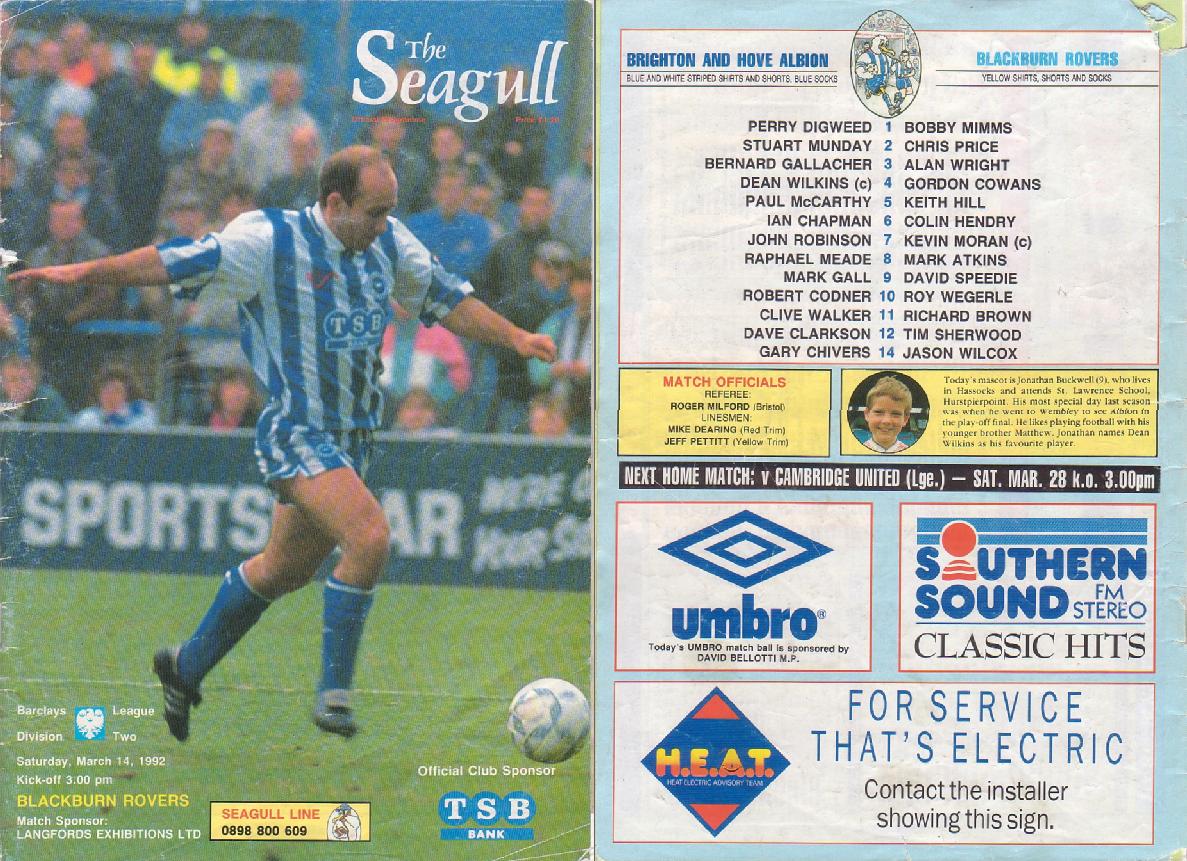 The
Seagull
Official Programme Price £1.20
SPORTS
TSB
Barclays League
Division Two
Saturday, March 14, 1992
Kick-off 3.00 pm
BLACKBURN ROVERS
Match Sponsor:
LANGFORDS EXHIBITIONS LTD
SEAGULL LINE
0898 800 609
Official Club Sponsor
TSB
BANK
BRIGHTON AND HOVE ALBION
BLUE AND WHITE STRIPED SHIRTS AND SHORTS, BLUE SOCKS
BLACKBURN ROVERS
YELLOW SHIRTS, SHORTS AND SOCKS
PERRY DIGWEED 1 BOBBY MIMMS
STUART MUNDAY 2 CHRIS PRICE
BERNARD GALLACHER 3 ALAN WRIGHT
DEAN WILKINS (c) 4 GORDON COWANS
PAUL McCARTHY 5 KEITH HILL
IAN CHAPMAN 6 COLIN HENDRY
JOHN ROBINSON 7 KEVIN MORAN (c)
RAPHAEL MEADE 8 MARK ATKINS
MARK GALL 9 DAVID SPEEDIE
ROBERT CODNER 10 ROY WEGERLE
CLIVE WALKER 11 RICHARD BROWN
DAVE CLARKSON 12 TIM SHERWOOD
GARY CHIVERS 14 JASON WILCOX
MATCH OFFICIALS
REFEREE:
ROGER MILFORD (Bristol)
LINESMEN:
MIKE DEARING (Red Trim)
JEFF PETTITT (Yellow Trim)
Today's mascot is Jonathan Buckwell (9), who lives
in Hassocks and attends St. Lawrence School,
Hurstpierpoint. His most special day last season
was when he went to Wembley to see Albion in
the play-off final. He likes playing football with his
younger brother Matthew. Jonathan names Dean
Wilkins as his favourite player.
NEXT HOME MATCH: v CAMBRIDGE UNITED (Lge.) — SAT. MAR. 28 k.o. 3.00pm
umbro®
Today's UMBRO match ball is sponsored by
DAVID BELLOTTI M.P.
SOUTHERN
SOUND FM
STEREO
CLASSIC HITS
H.E.A.T.
HEAT ELECTRIC ADVISORY TEAM
FOR SERVICE
THAT'S ELECTRIC
Contact the installer
showing this sign.